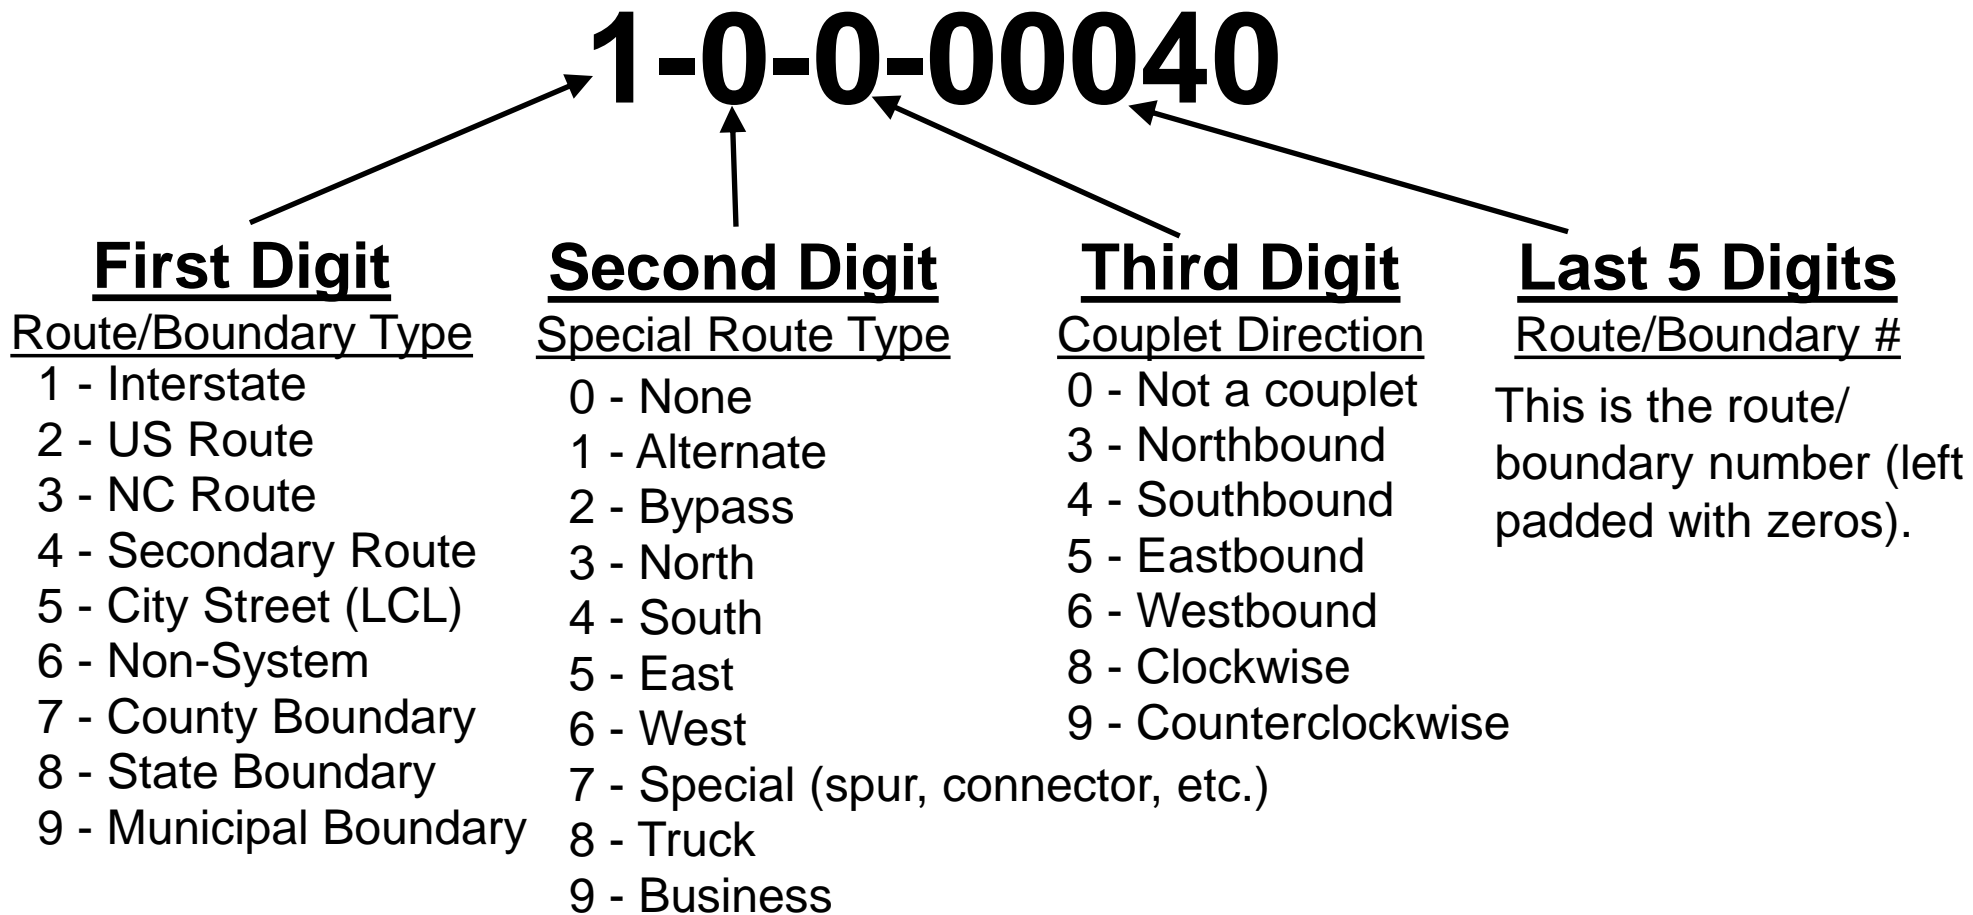 1-0-0-00040
First Digit
Route/Boundary Type
1 - Interstate
2 - US Route
3 - NC Route
4 - Secondary Route
5 - City Street (LCL)
6 - Non-System
7 - County Boundary
8 - State Boundary
9 - Municipal Boundary
Second Digit
Special Route Type
0 - None
1 - Alternate
2 - Bypass
3 - North
4 - South
5 - East
6 - West
7 - Special (spur, connector, etc.)
8 - Truck
9 - Business
Third Digit
Couplet Direction
0 - Not a couplet
3 - Northbound
4 - Southbound
5 - Eastbound
6 - Westbound
8 - Clockwise
9 - Counterclockwise
Last 5 Digits
Route/Boundary #
This is the route/
boundary number (left
padded with zeros).